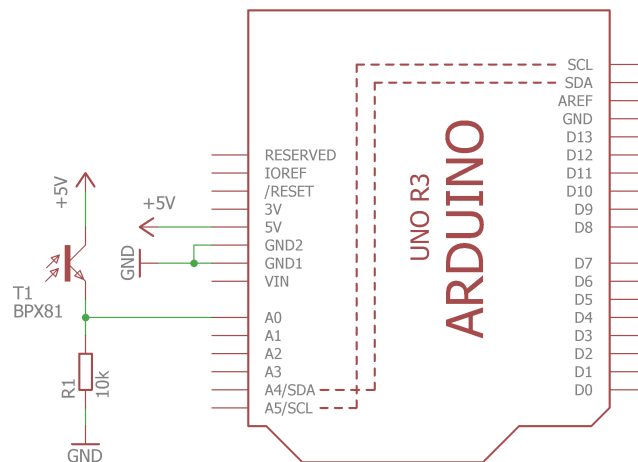 +5V
T1
BPX81
R1
10k
GND
+5V
GND
RESERVED
IOREF
/RESET
3V
5V
GND2
GND1
VIN
A0
A1
A2
A3
A4/SDA
A5/SCL
UNO R3
ARDUINO
SCL
SDA
AREF
GND
D13
D12
D11
D10
D9
D8
D7
D6
D5
D4
D3
D2
D1
D0